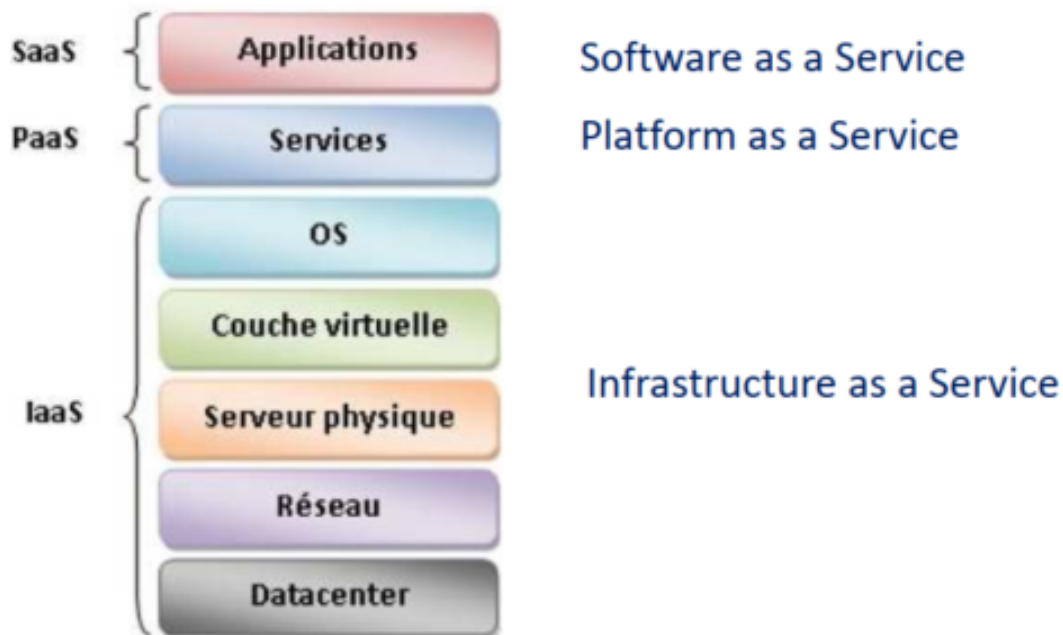 SaaS
Applications
Software as a Service
PaaS
Services
Platform as a Service
OS
Couche virtuelle
IaaS
Serveur physique
Infrastructure as a Service
Réseau
Datacenter